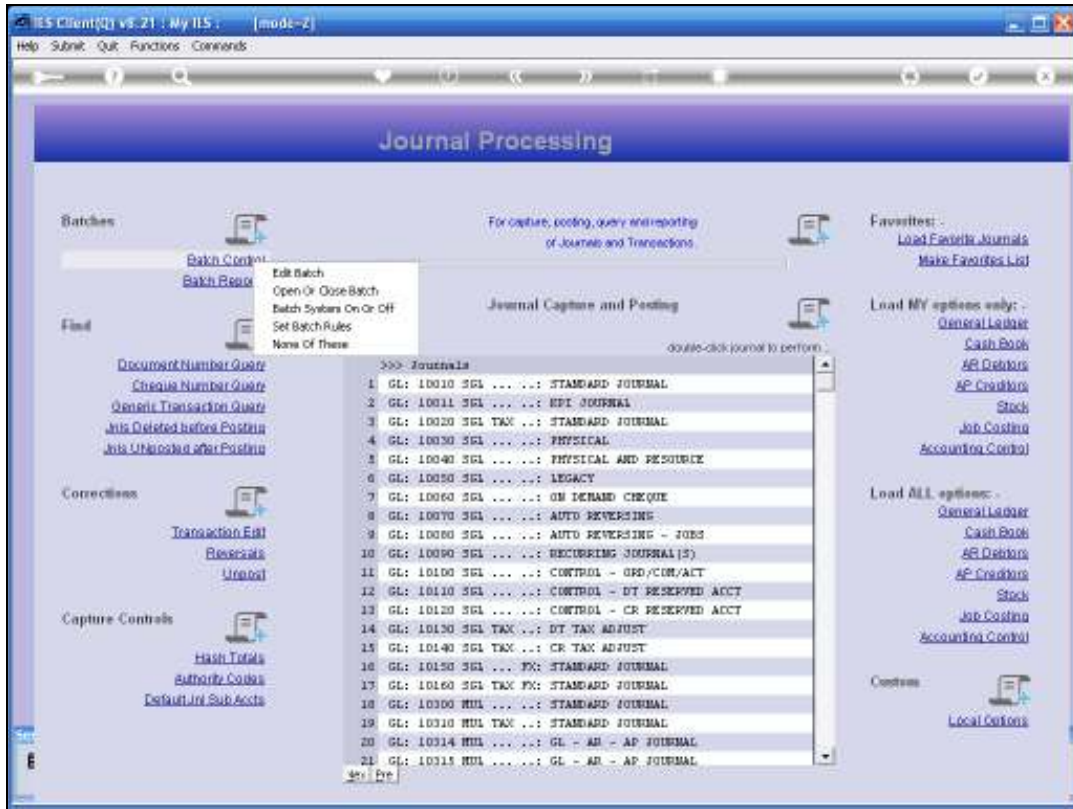 IES Client(Q) v8.21 : My IES : [mode=2]
Help Submit Quit Functions Commands
Journal Processing
Batches
Batch Control
Batch Repor
Edit Batch
Open Or Close Batch
Batch System On Or Off
Set Batch Rules
None Of These
Find
Document Number Query
Cheque Number Query
Generic Transaction Query
Jnls Deleted before Posting
Jnls UNposted after Posting
Corrections
Transaction Edit
Reversals
Unpost
Capture Controls
Hash Totals
Authority Codes
Default Jnl Sub Accts
For capture, posting, query and reporting
of Journals and Transactions.
Journal Capture and Posting
double-click journal to perform :
>>> Journals
1 GL: 10010 SGL ... ..: STANDARD JOURNAL
2 GL: 10011 SGL ... ..: KPI JOURNAL
3 GL: 10020 SGL TAX ..: STANDARD JOURNAL
4 GL: 10030 SGL ... ..: PHYSICAL
5 GL: 10040 SGL ... ..: PHYSICAL AND RESOURCE
6 GL: 10050 SGL ... ..: LEGACY
7 GL: 10060 SGL ... ..: ON DEMAND CHEQUE
8 GL: 10070 SGL ... ..: AUTO REVERSING
9 GL: 10080 SGL ... ..: AUTO REVERSING - JOBS
10 GL: 10090 SGL ... ..: RECURRING JOURNAL(S)
11 GL: 10100 SGL ... ..: CONTROL - ORD/COM/ACT
12 GL: 10110 SGL ... ..: CONTROL - DT RESERVED ACCT
13 GL: 10120 SGL ... ..: CONTROL - CR RESERVED ACCT
14 GL: 10130 SGL TAX ..: DT TAX ADJUST
15 GL: 10140 SGL TAX ..: CR TAX ADJUST
16 GL: 10150 SGL ... FX: STANDARD JOURNAL
17 GL: 10160 SGL TAX FX: STANDARD JOURNAL
18 GL: 10300 MUL ... ..: STANDARD JOURNAL
19 GL: 10310 MUL TAX ..: STANDARD JOURNAL
20 GL: 10314 MUL ... ..: GL - AR - AP JOURNAL
21 GL: 10315 MUL ... ..: GL - AR - AP JOURNAL
Nex Pre
Favorites: .
Load Favorite Journals
Make Favorites List
Load MY options only: .
General Ledger
Cash Book
AR Debtors
AP Creditors
Stock
Job Costing
Accounting Control
Load ALL options: .
General Ledger
Cash Book
AR Debtors
AP Creditors
Stock
Job Costing
Accounting Control
Custom
Local Options